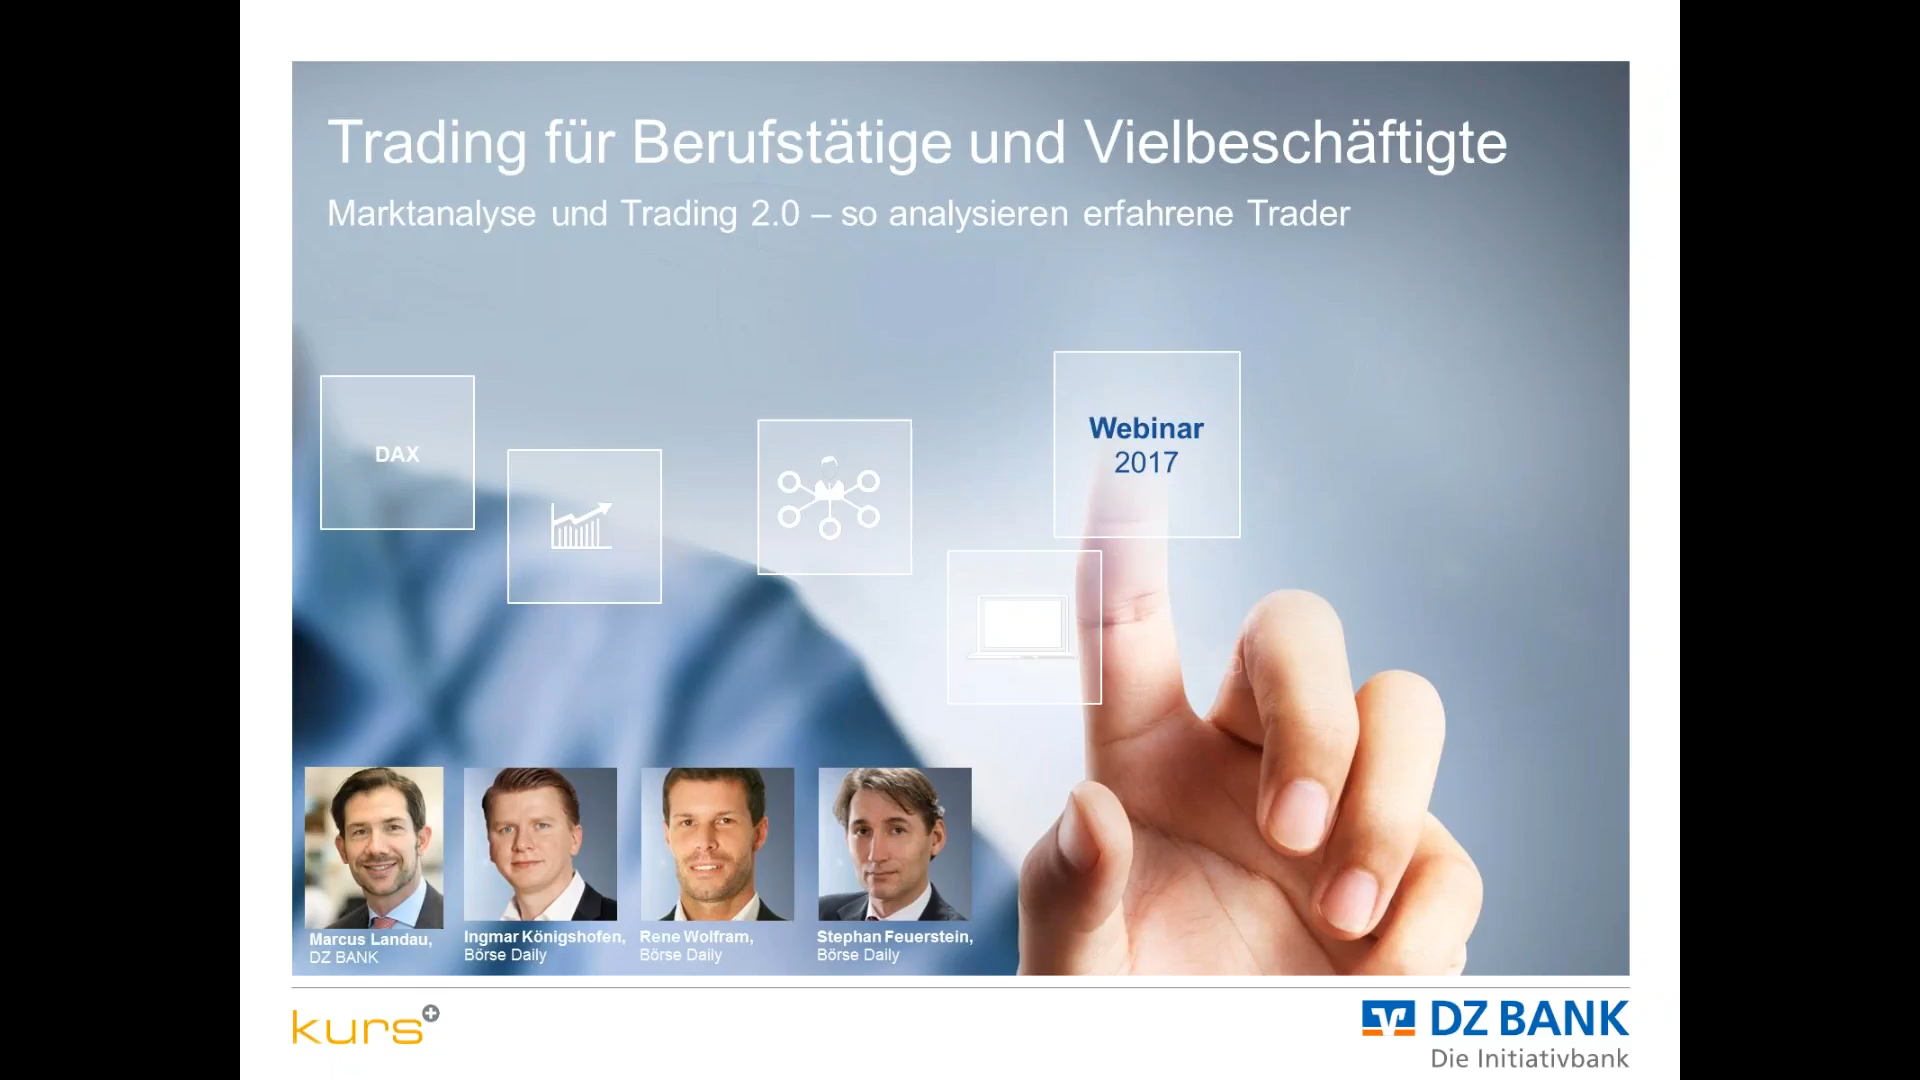 Trading für Berufstätige und Vielbeschäftigte
Marktanalyse und Trading 2.0 – so analysieren erfahrene Trader
DAX
Webinar
2017
Marcus Landau,
DZ BANK
Ingmar Königshofen,
Börse Daily
Rene Wolfram,
Börse Daily
Stephan Feuerstein,
Börse Daily
kurs+
DZ BANK
Die Initiativbank